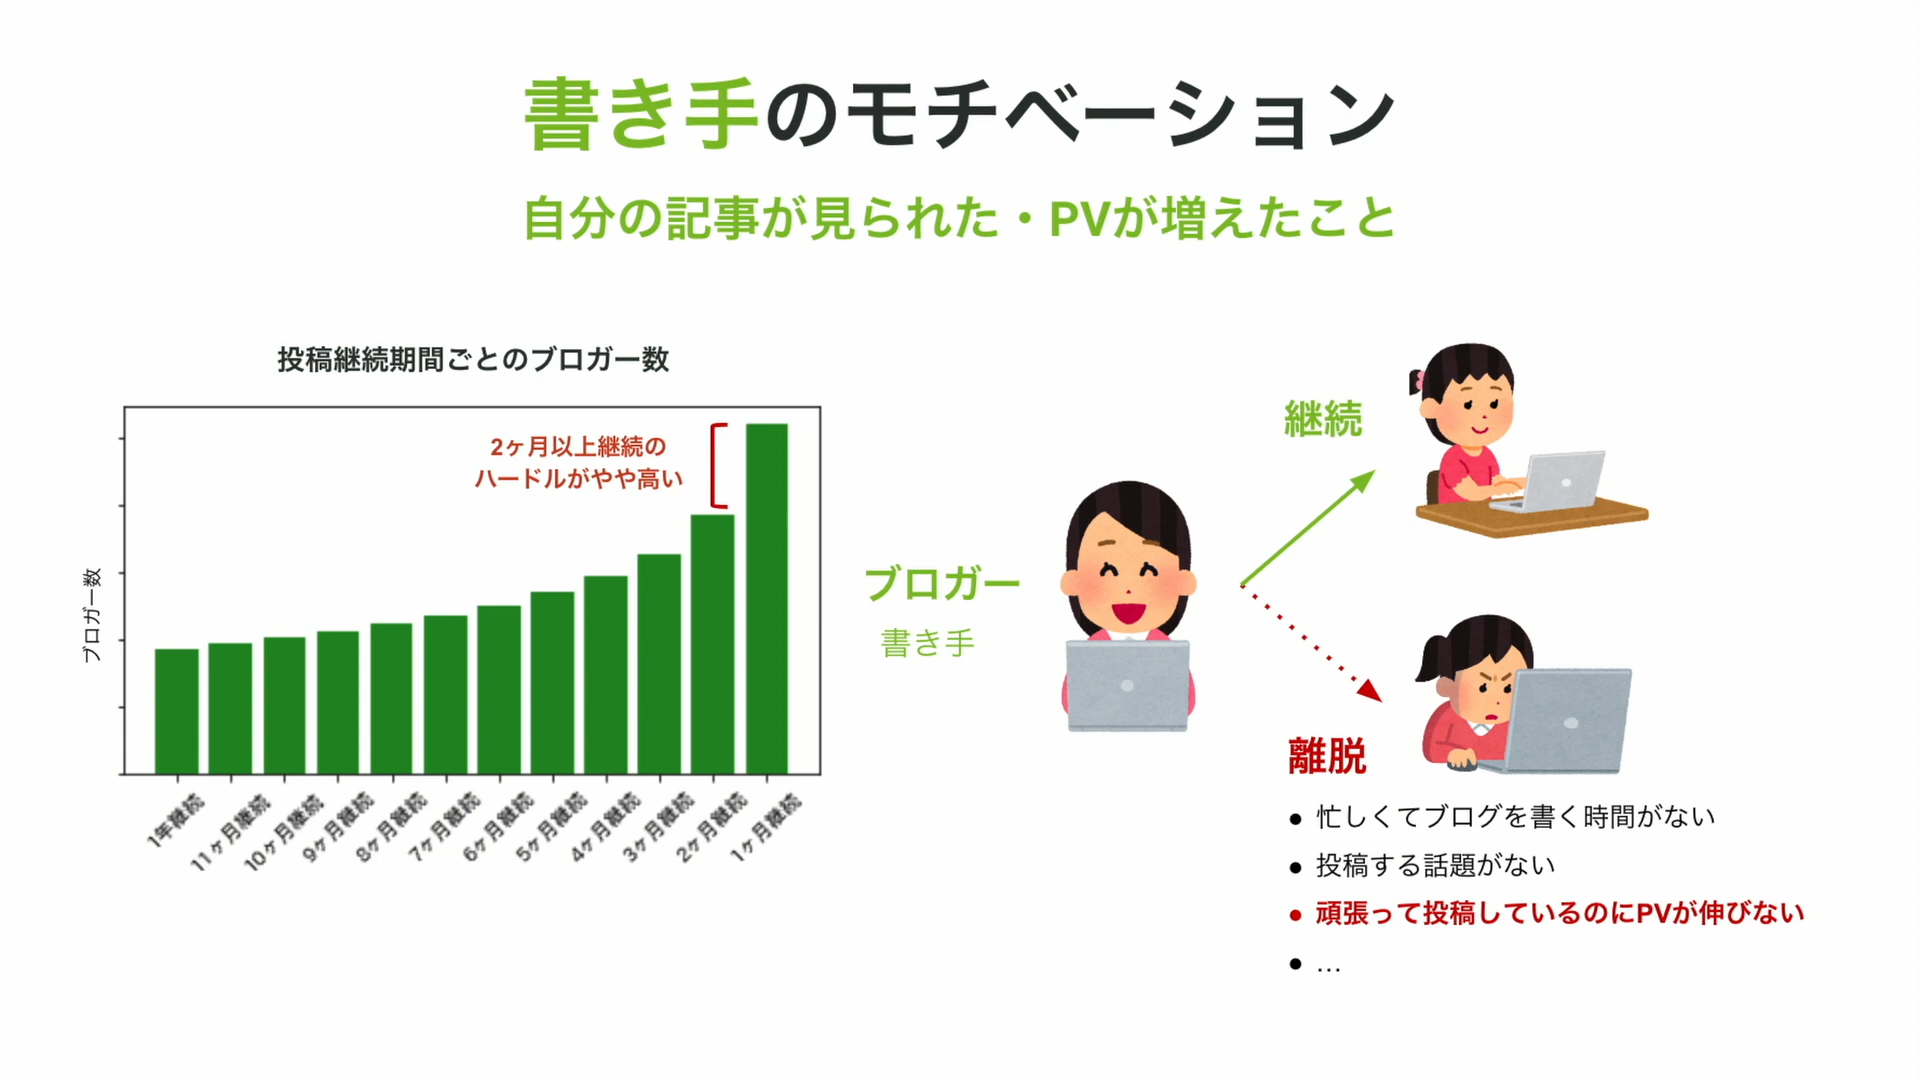 書き手のモチベーション
自分の記事が見られた・PVが増えたこと
投稿継続期間ごとのブロガー数
2ヶ月以上継続の
ハードルがやや高い
ブロガー数
1年継続
11ヶ月継続
10ヶ月継続
9ヶ月継続
8ヶ月継続
7ヶ月継続
6ヶ月継続
5ヶ月継続
4ヶ月継続
3ヶ月継続
2ヶ月継続
1ヶ月継続
ブロガー
書き手
継続
離脱
● 忙しくてブログを書く時間がない
● 投稿する話題がない
● 頑張って投稿しているのにPVが伸びない
● …